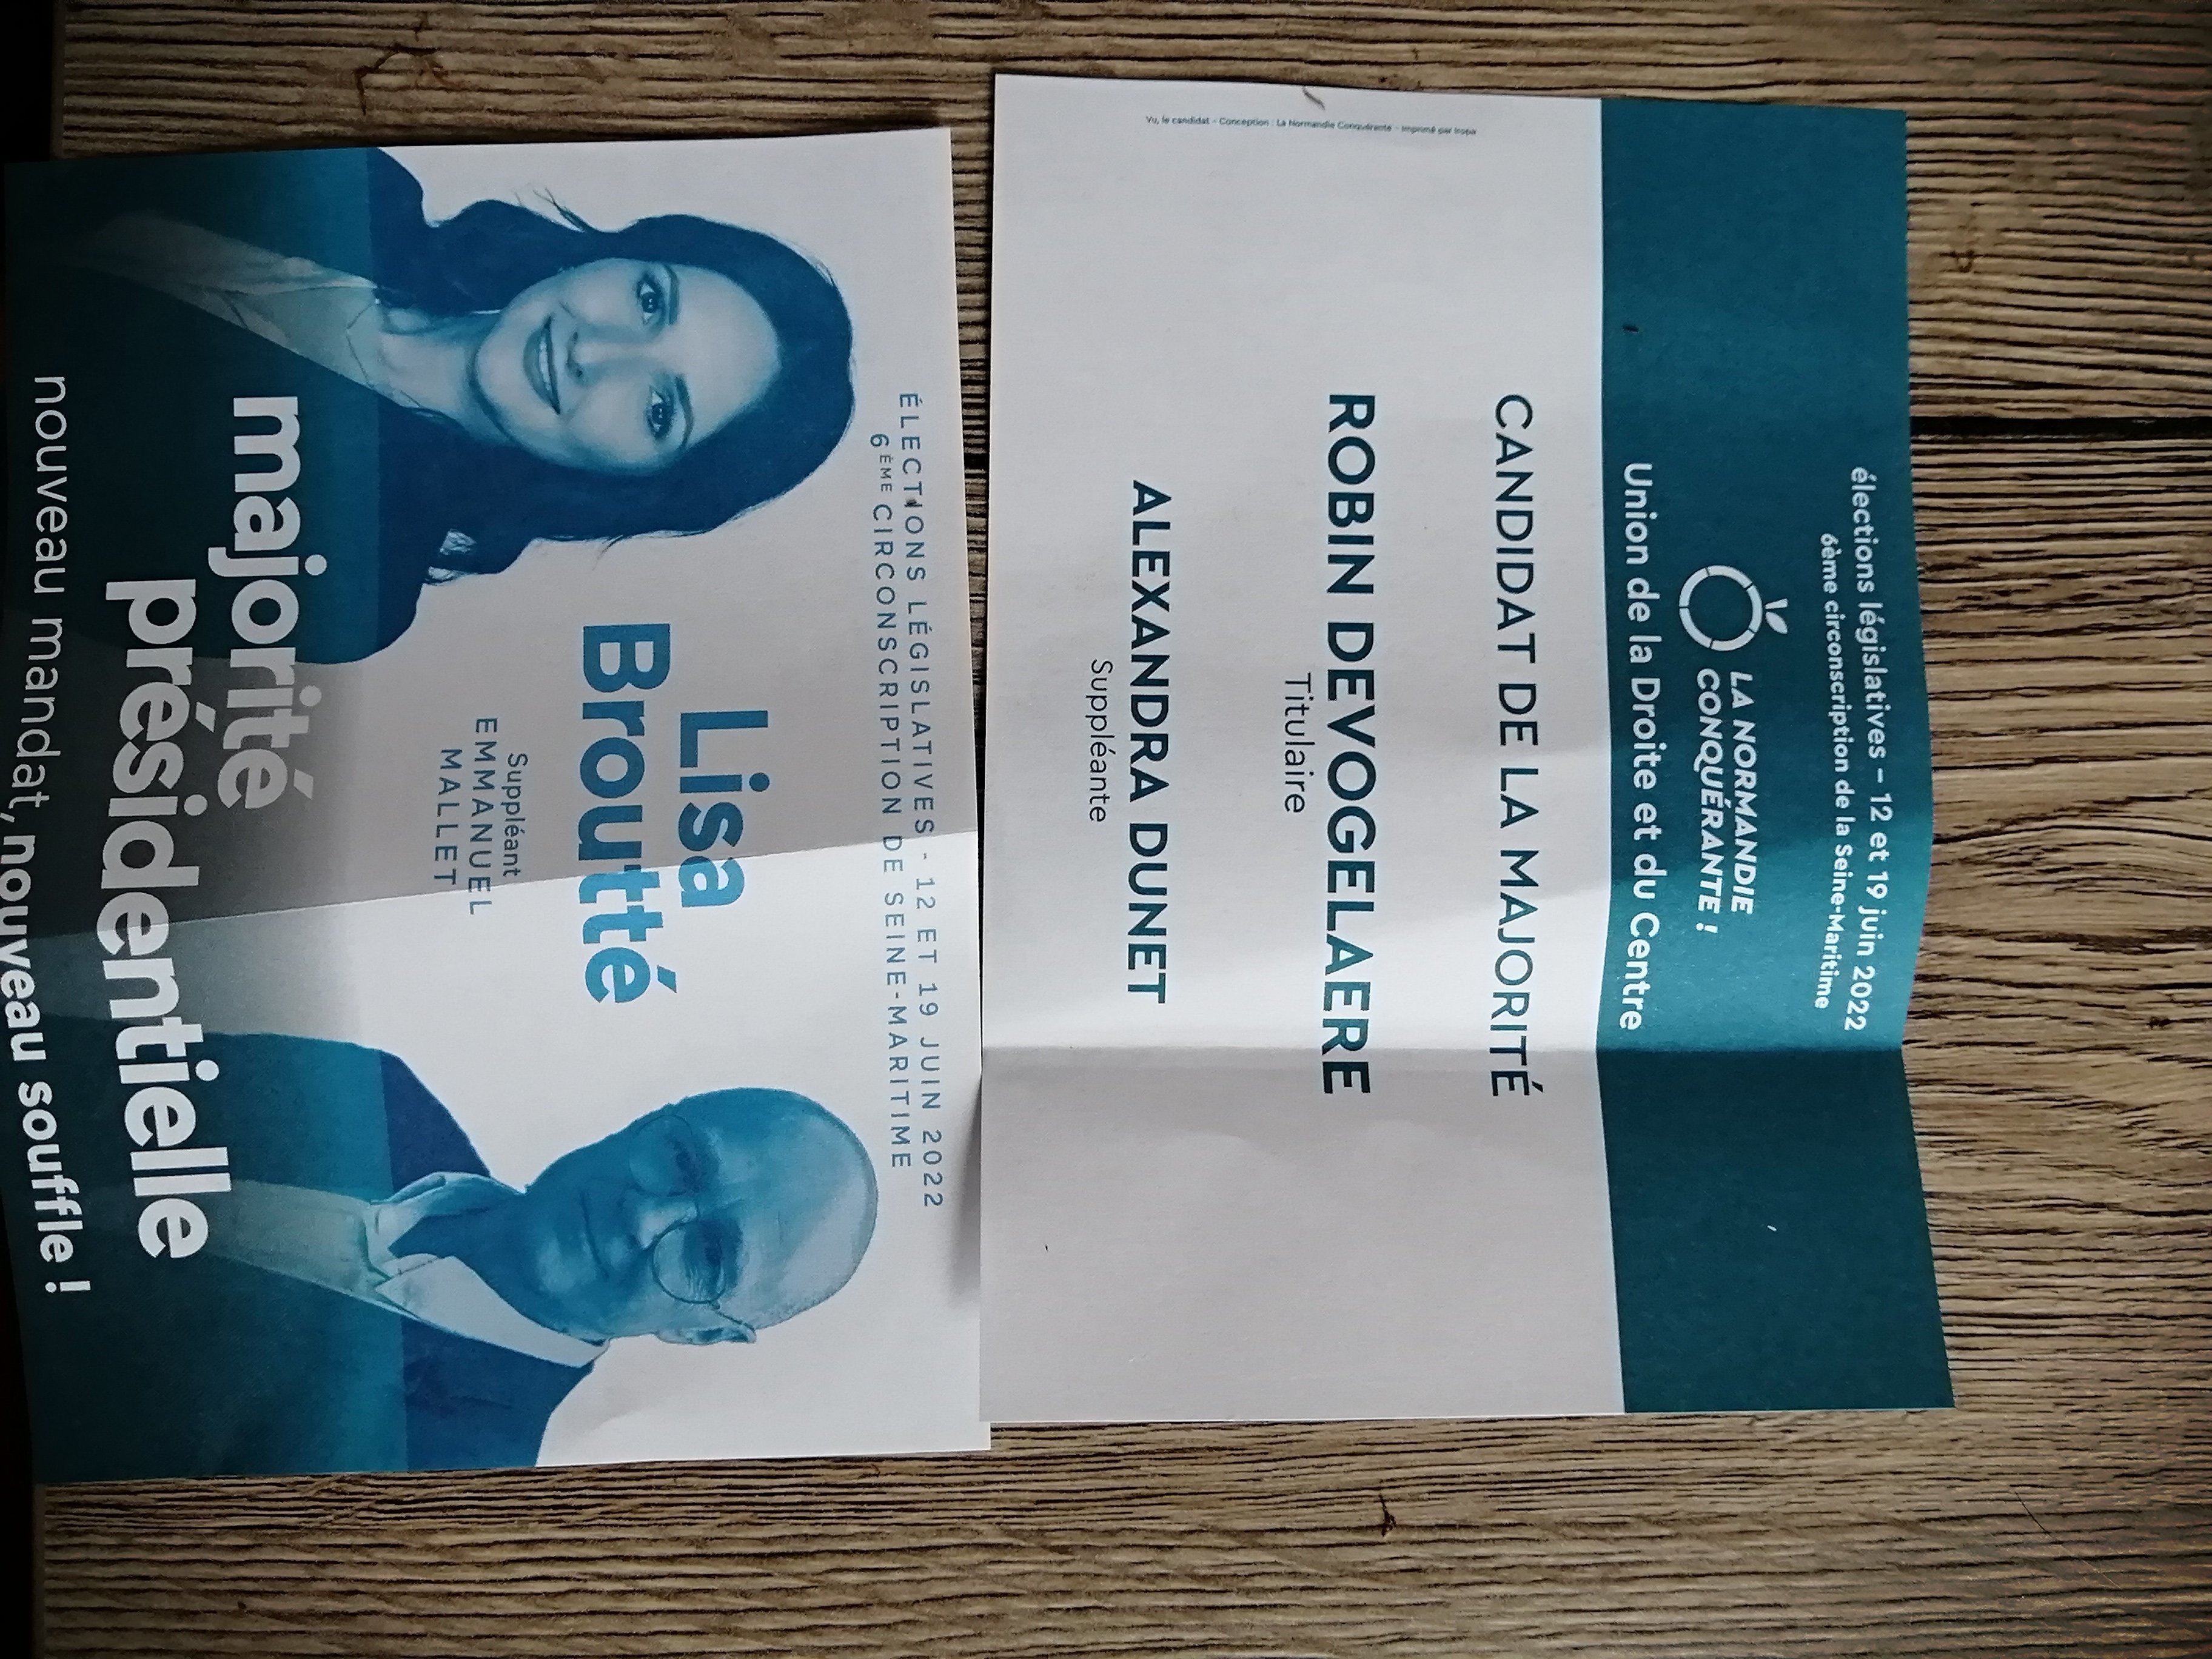 élections législatives - 12 et 19 juin 2022
6ème circonscription de la Seine-Maritime
LA NORMANDIE
CONQUÉRANTE !
Union de la Droite et du Centre
CANDIDAT DE LA MAJORITÉ
ROBIN DEVOGELAERE
Titulaire
ALEXANDRA DUNET
Suppléante
Vu, le candidat - Conception : La Normandie Conquérante - Imprimé par Iropa
ÉLECTIONS LÉGISLATIVES - 12 ET 19 JUIN 2022
6ÈME CIRCONSCRIPTION DE SEINE-MARITIME
Lisa
Broutté
Suppléant
EMMANUEL
MALLET
majorité
présidentielle
nouveau mandat, nouveau souffle !